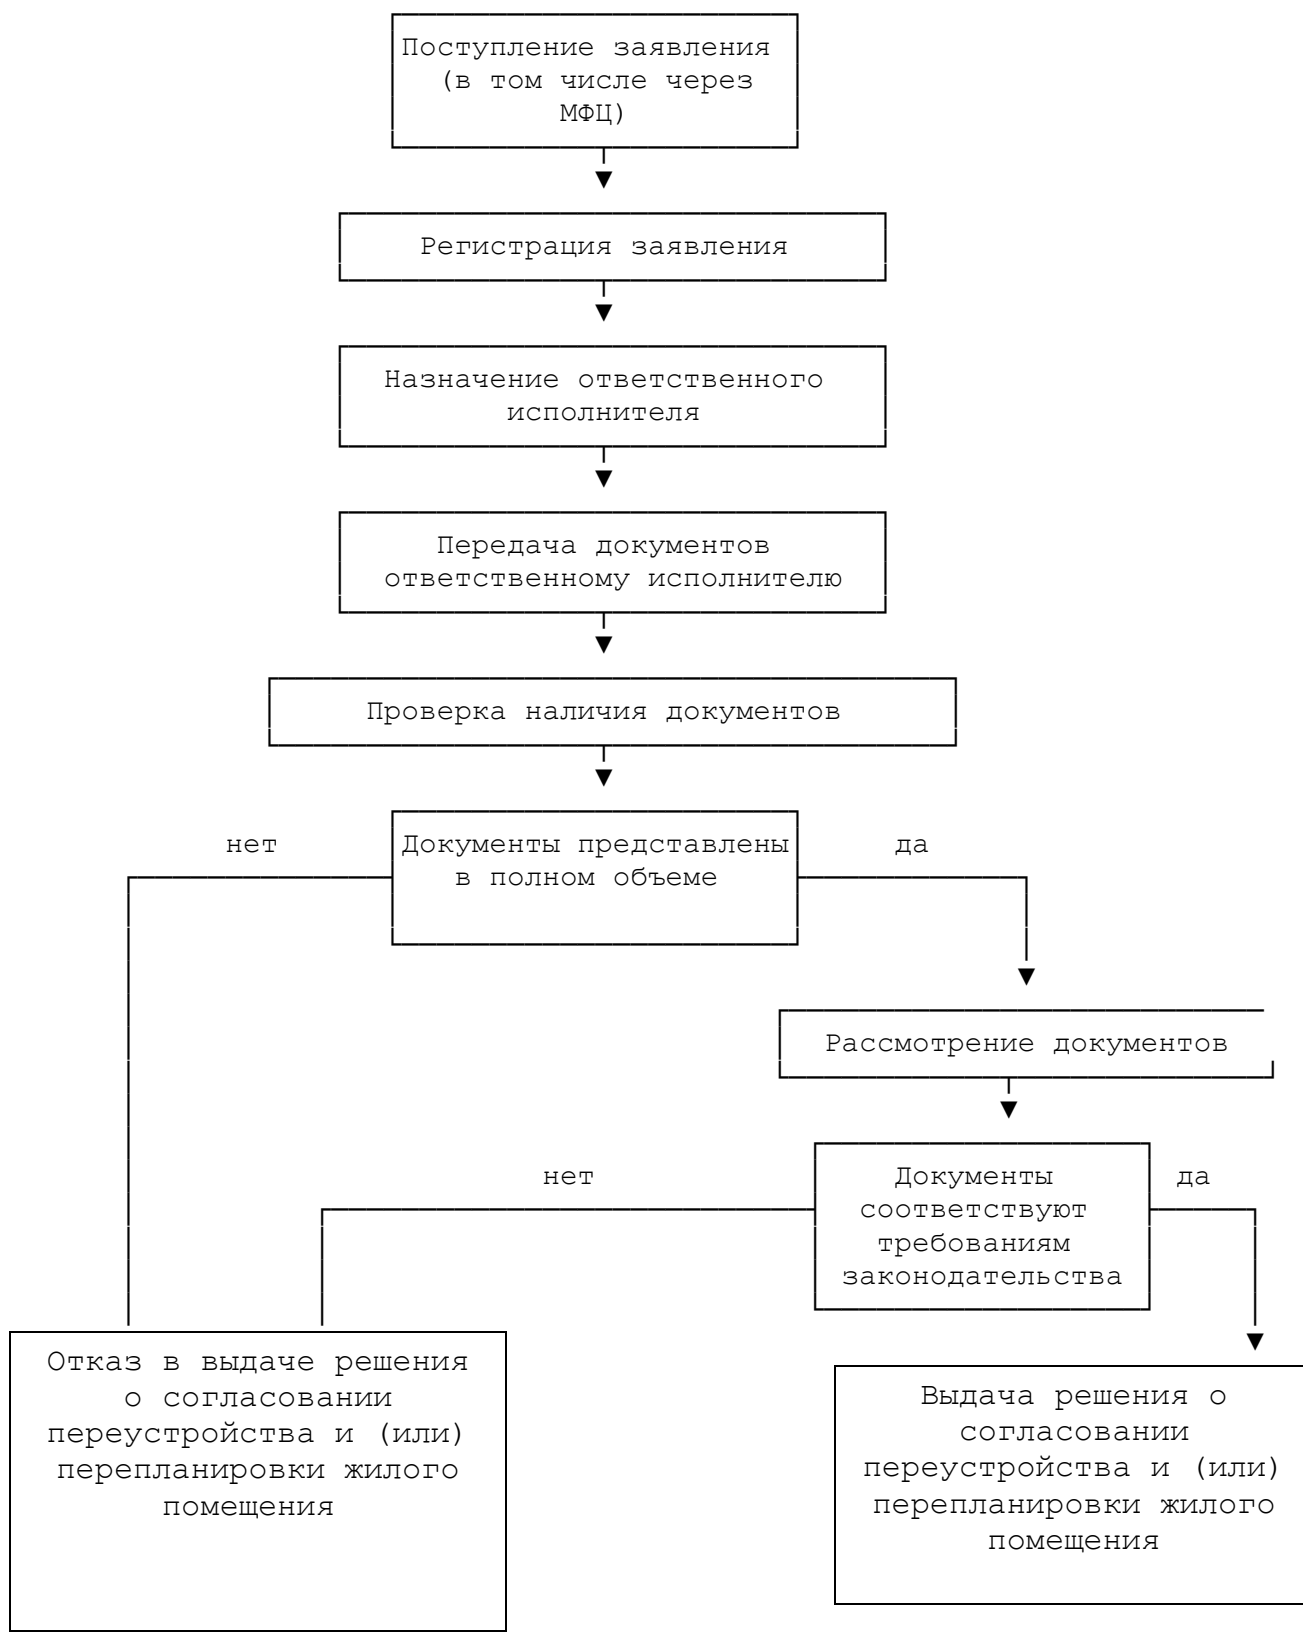 Поступление заявления
(в том числе через
МФЦ)
Регистрация заявления
Назначение ответственного
исполнителя
Передача документов
ответственному исполнителю
Проверка наличия документов
нет
Документы представлены
в полном объеме
да
Рассмотрение документов
нет
Документы
соответствуют
требованиям
законодательства
да
Отказ в выдаче решения
о согласовании
переустройства и (или)
перепланировки жилого
помещения
Выдача решения о
согласовании
переустройства и (или)
перепланировки жилого
помещения